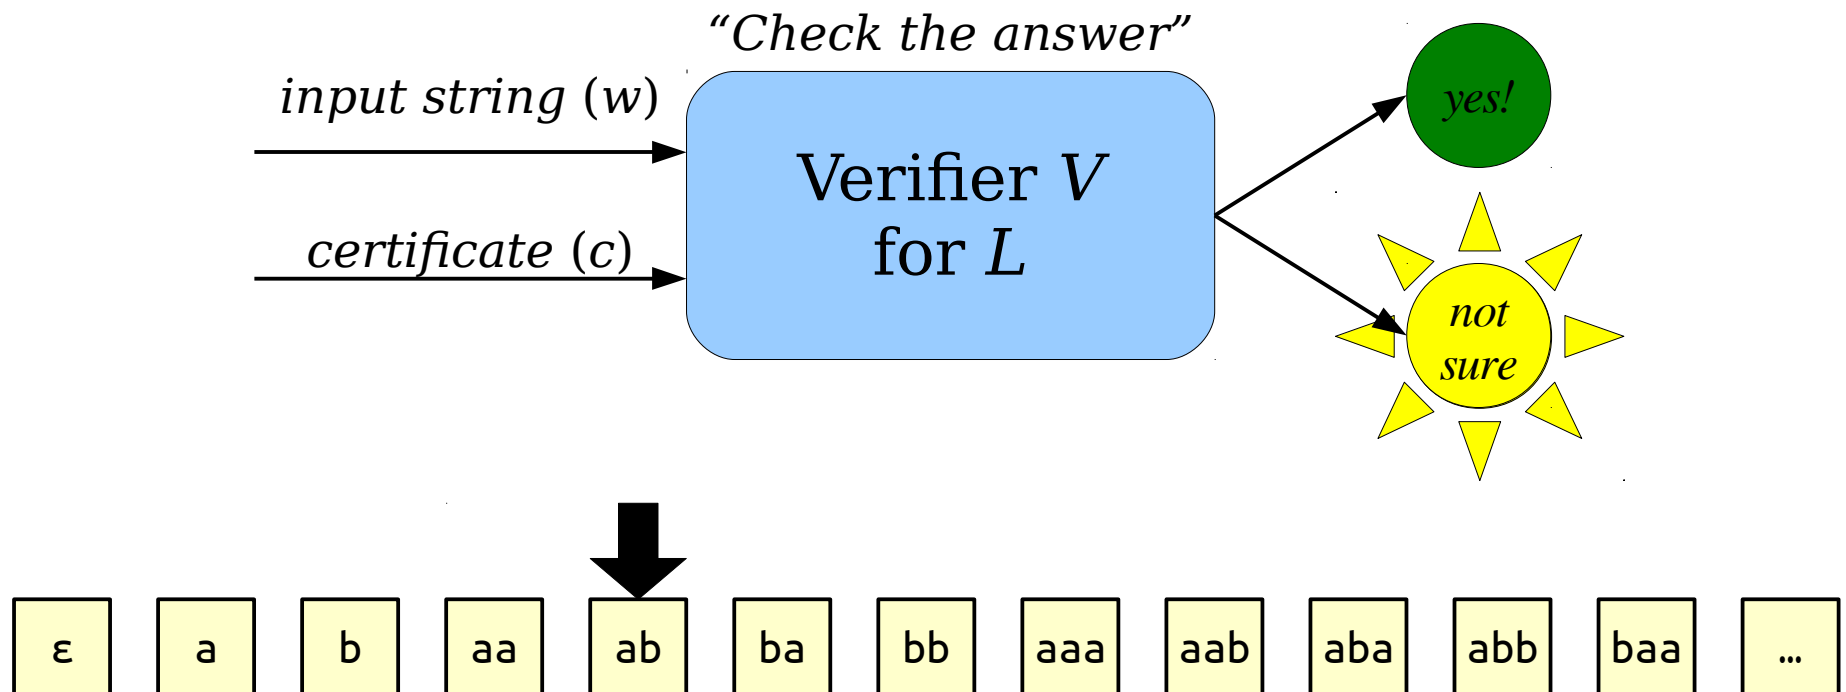 “Check the answer”
input string (w)
certificate (c)
Verifier V
for L
yes!
not
sure
ε a b aa ab ba bb aaa aab aba abb baa ...